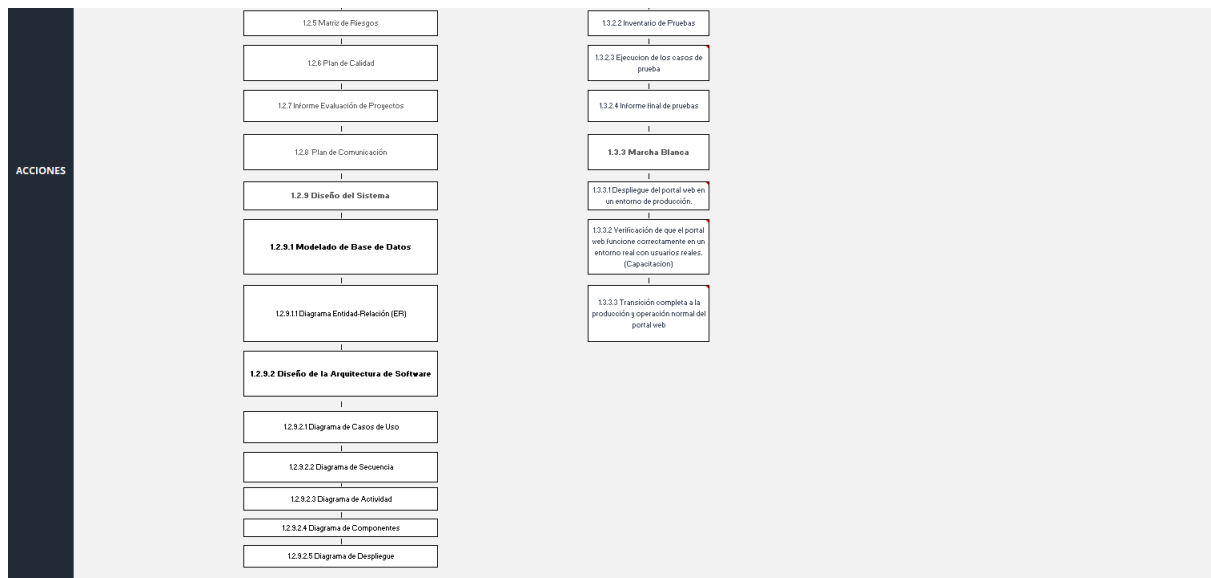 ACCIONES
1.2.5 Matriz de Riesgos
1.2.6 Plan de Calidad
1.2.7 Informe Evaluación de Proyectos
1.2.8 Plan de Comunicación
1.2.9 Diseño del Sistema
1.2.9.1 Modelado de Base de Datos
1.2.9.1.1 Diagrama Entidad-Relación (ER)
1.2.9.2 Diseño de la Arquitectura de Software
1.2.9.2.1 Diagrama de Casos de Uso
1.2.9.2.2 Diagrama de Secuencia
1.2.9.2.3 Diagrama de Actividad
1.2.9.2.4 Diagrama de Componentes
1.2.9.2.5 Diagrama de Despliegue
1.3.2.2 Inventario de Pruebas
1.3.2.3 Ejecucion de los casos de
prueba
1.3.2.4 Informe final de pruebas
1.3.3 Marcha Blanca
1.3.3.1 Despliegue del portal web en
un entorno de producción.
1.3.3.2 Verificación de que el portal
web funcione correctamente en un
entorno real con usuarios reales.
(Capacitacion)
1.3.3.3 Transición completa a la
producción y operación normal del
portal web